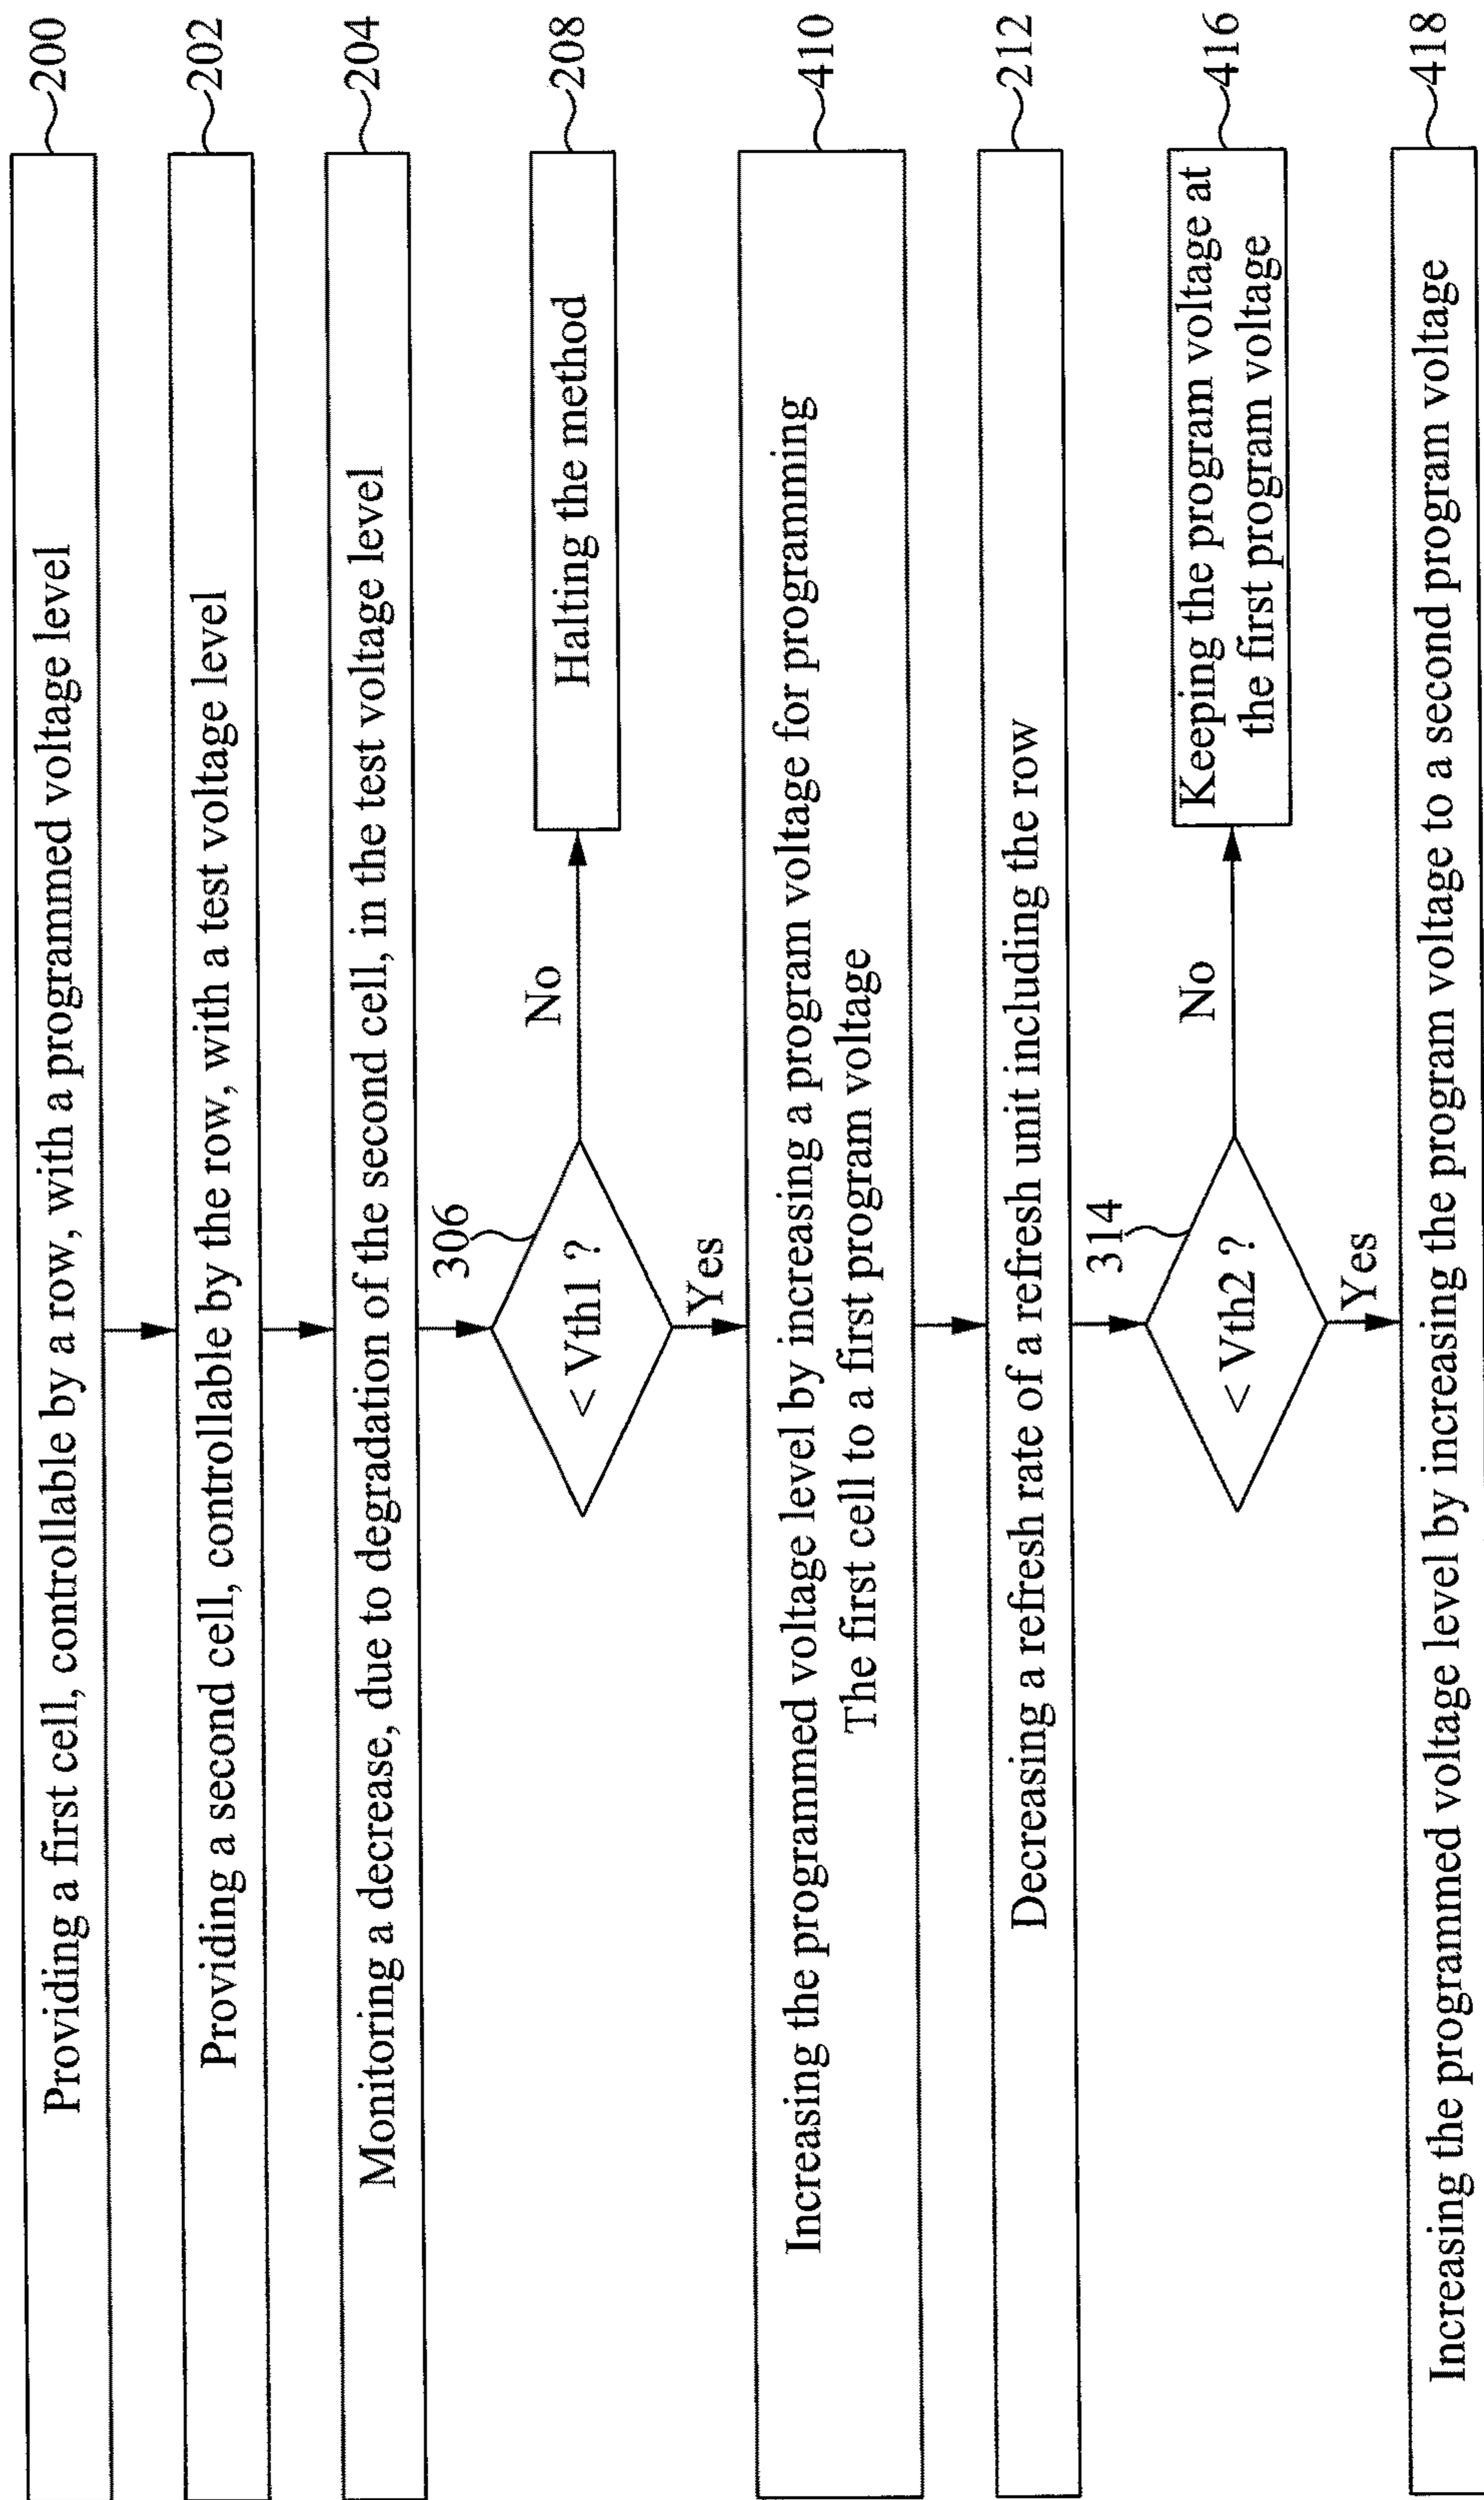 Providing a first cell, controllable by a row, with a programmed voltage level
200
Providing a second cell, controllable by the row, with a test voltage level
202
Monitoring a decrease, due to degradation of the second cell, in the test voltage level
204
306
< Vth1 ?
No
Halting the method
208
Yes
Increasing the programmed voltage level by increasing a program voltage for programming
The first cell to a first program voltage
410
Decreasing a refresh rate of a refresh unit including the row
212
314
< Vth2 ?
No
Keeping the program voltage at
the first program voltage
416
Yes
Increasing the programmed voltage level by increasing the program voltage to a second program voltage
418